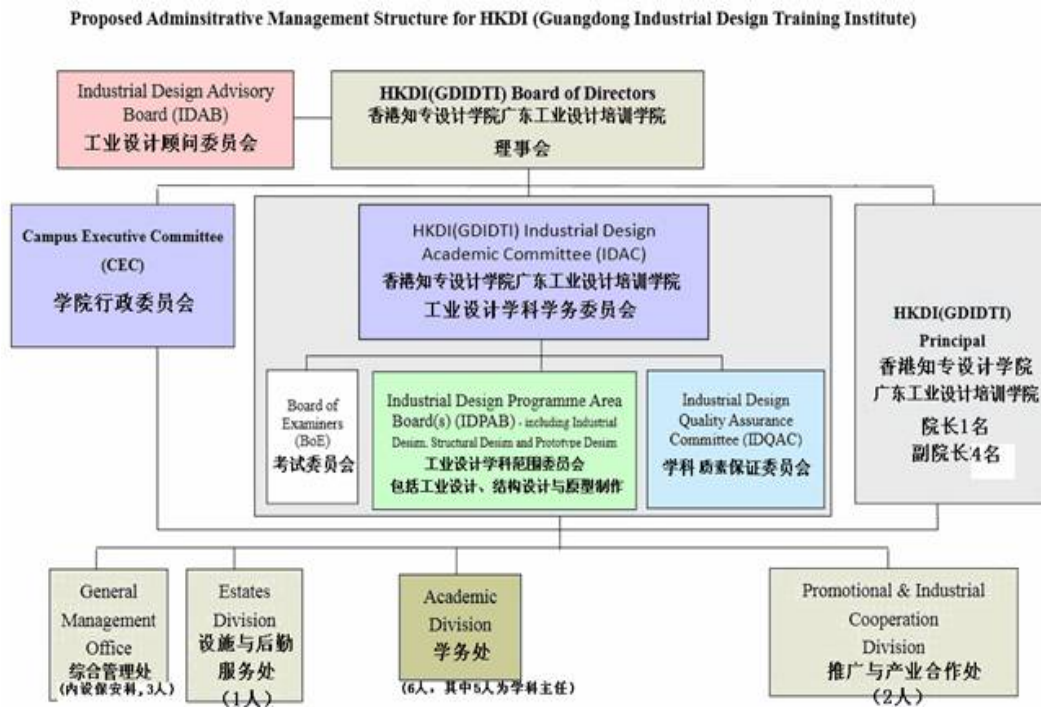 Proposed Adminsitrative Management Structure for HKDI (Guangdong Industrial Design Training Institute)
Industrial Design Advisory
Board (IDAB)
工业设计顾问委员会
HKDI(GDIDTI) Board of Directors
香港知专设计学院广东工业设计培训学院
理事会
Campus Executive Committee
(CEC)
学院行政委员会
HKDI(GDIDTI) Industrial Design
Academic Committee (IDAC)
香港知专设计学院广东工业设计培训学院
工业设计学科学务委员会
HKDI(GDIDTI)
Principal
香港知专设计学院
广东工业设计培训学院
院长1名
副院长4名
Board of
Examiners
(BoE)
考试委员会
Industrial Design Programme Area
Board(s) (IDPAB) - including Industrial
Design, Structural Design and Prototype Design
工业设计学科范围委员会
包括工业设计、结构设计与原型制作
Industrial Design
Quality Assurance
Committee (IDQAC)
学科质素保证委员会
General
Management
Office
综合管理处
(内设保安科,3人)
Estates
Division
设施与后勤
服务处
(1人)
Academic
Division
学务处
(6人，其中5人为学科主任)
Promotional & Industrial
Cooperation
Division
推广与产业合作处
(2人)